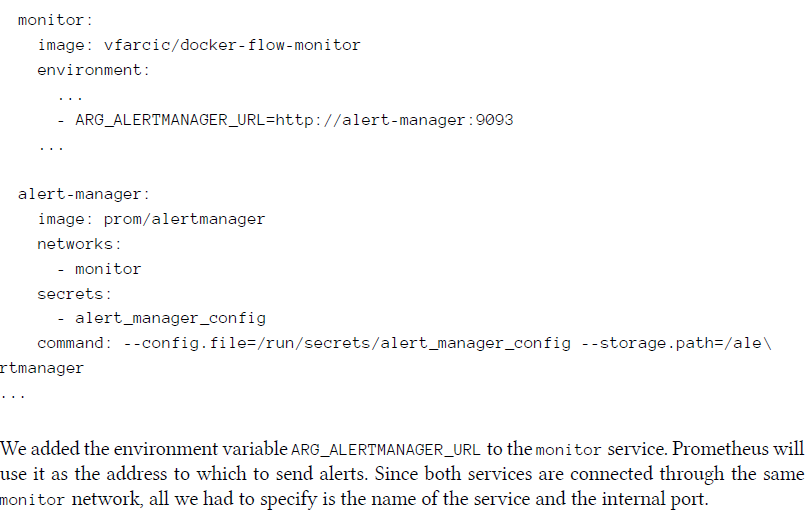 monitor:
image: vfarcic/docker-flow-monitor
environment:
...
- ARG_ALERTMANAGER_URL=http://alert-manager:9093
...
alert-manager:
image: prom/alertmanager
networks:
- monitor
secrets:
- alert_manager_config
command: --config.file=/run/secrets/alert_manager_config --storage.path=/ale\
rtmanager
...
We added the environment variable ARG_ALERTMANAGER_URL to the monitor service. Prometheus will
use it as the address to which to send alerts. Since both services are connected through the same
monitor network, all we had to specify is the name of the service and the internal port.